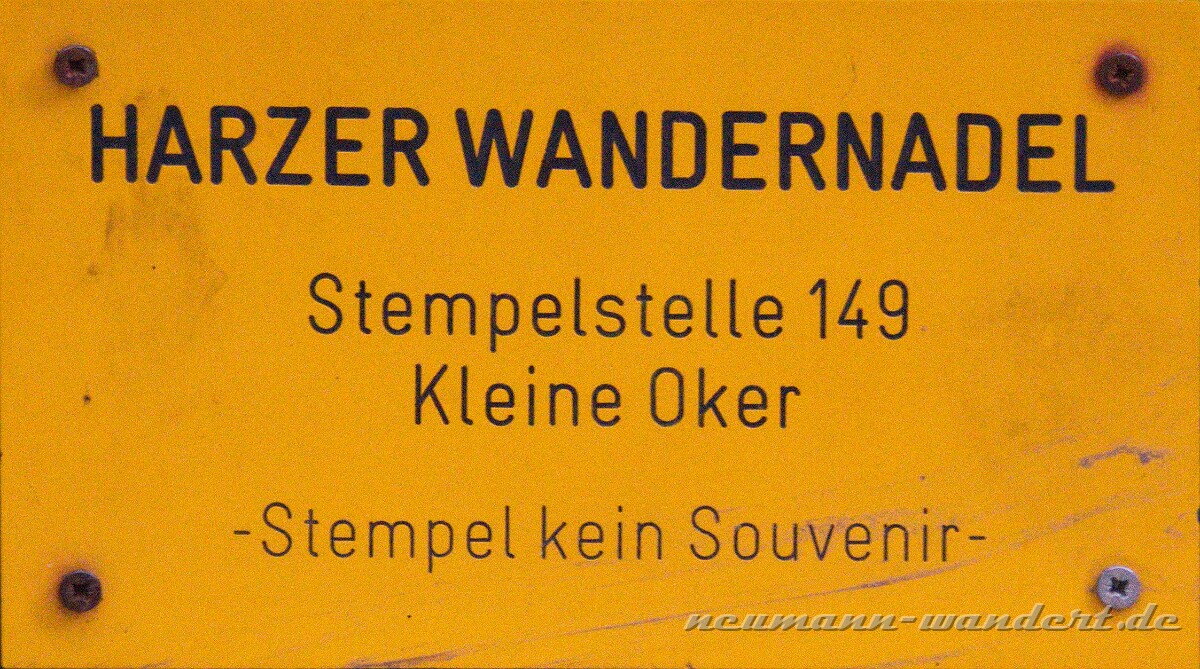 HARZER WANDERNADEL
Stempelstelle 149
Kleine Oker
-Stempel kein Souvenir-
neumann-wandert.de